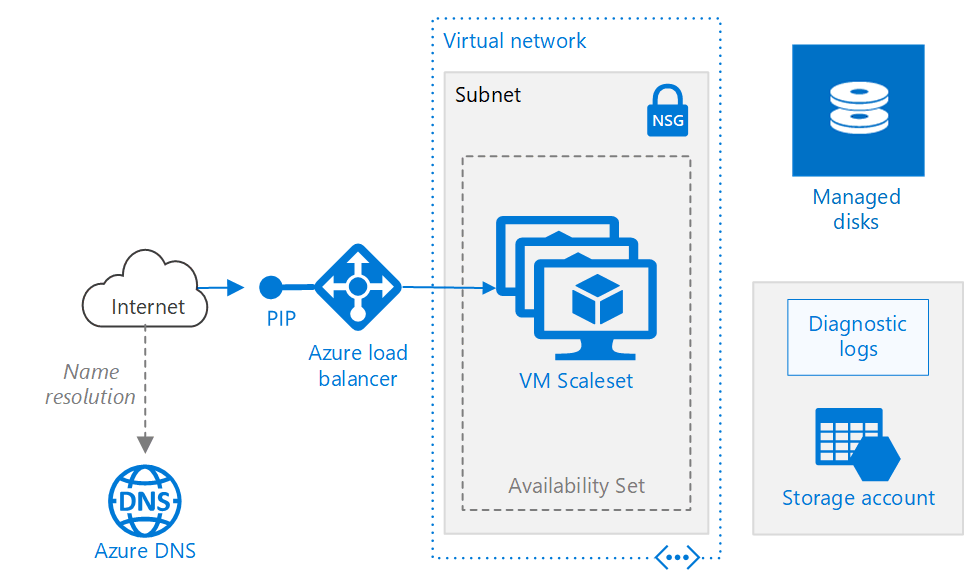 Virtual network
Subnet
NSG
Managed
disks
Internet
PIP
Azure load
balancer
VM Scaleset
Diagnostic
logs
Name
resolution
Availability Set
Storage account
DNS
Azure DNS